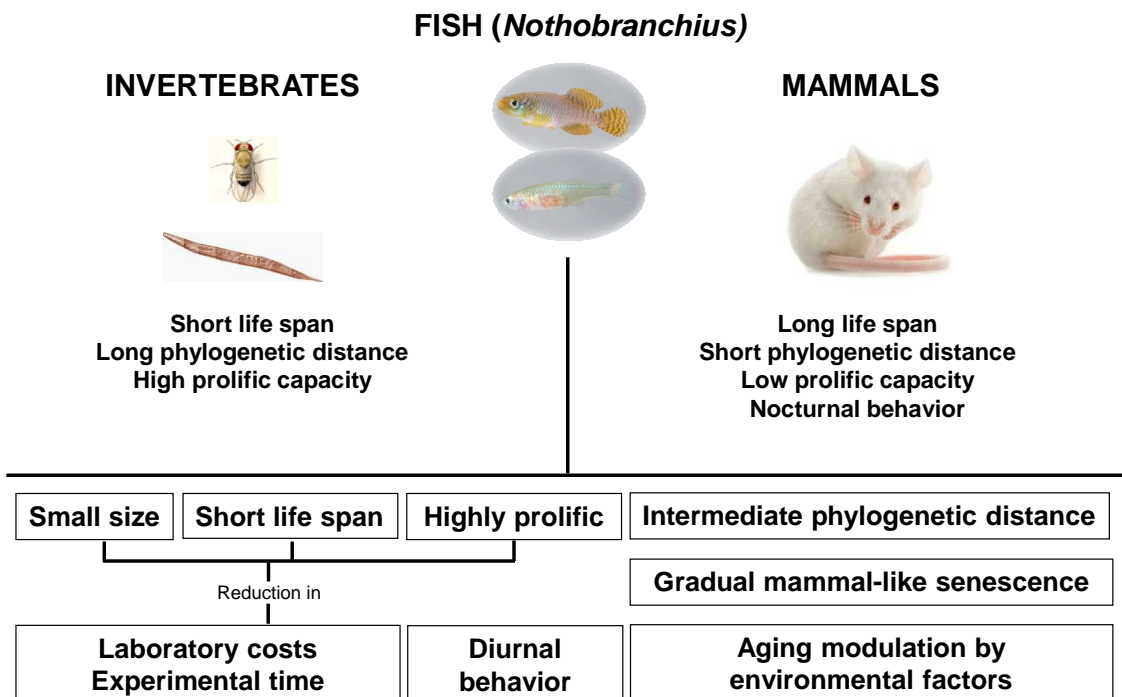 FISH (Nothobranchius)
INVERTEBRATES
MAMMALS
Short life span
Long phylogenetic distance
High prolific capacity
Long life span
Short phylogenetic distance
Low prolific capacity
Nocturnal behavior
Small size
Short life span
Highly prolific
Intermediate phylogenetic distance
Reduction in
Gradual mammal-like senescence
Laboratory costs
Experimental time
Diurnal
behavior
Aging modulation by
environmental factors